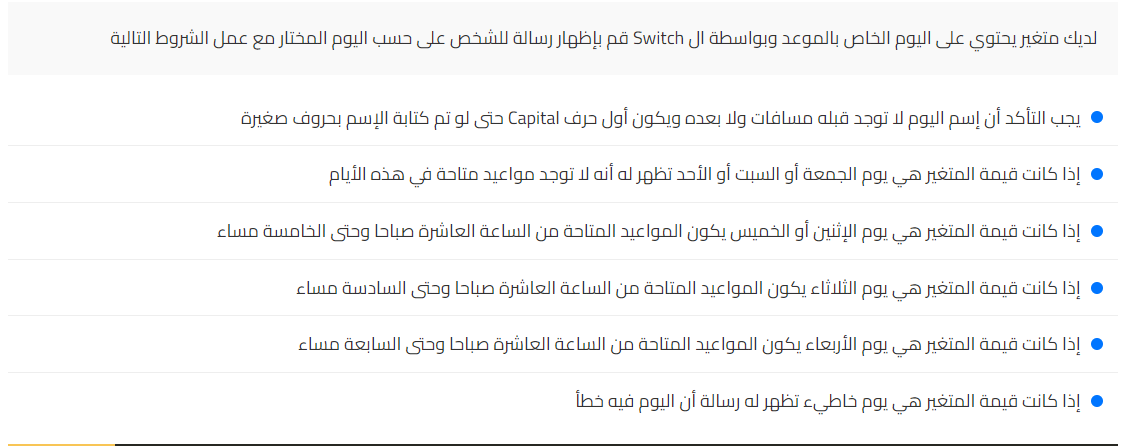 لديك متغير يحتوي على اليوم الخاص بالموعد وبواسطة ال Switch قم بإظهار رسالة للشخص على حسب اليوم المختار مع عمل الشروط التالية
يجب التأكد أن إسم اليوم لا توجد قبله مسافات ولا بعده ويكون أول حرف Capital حتى لو تم كتابة الإسم بحروف صغيرة
إذا كانت قيمة المتغير هي يوم الجمعة أو السبت أو الأحد تظهر له أنه لا توجد مواعيد متاحة في هذه الأيام
إذا كانت قيمة المتغير هي يوم الإثنين أو الخميس يكون المواعيد المتاحة من الساعة العاشرة صباحا وحتى الخامسة مساء
إذا كانت قيمة المتغير هي يوم الثلاثاء يكون المواعيد المتاحة من الساعة العاشرة صباحا وحتى السادسة مساء
إذا كانت قيمة المتغير هي يوم الأربعاء يكون المواعيد المتاحة من الساعة العاشرة صباحا وحتى السابعة مساء
إذا كانت قيمة المتغير هي يوم خاطيء تظهر له رسالة أن اليوم فيه خطأ